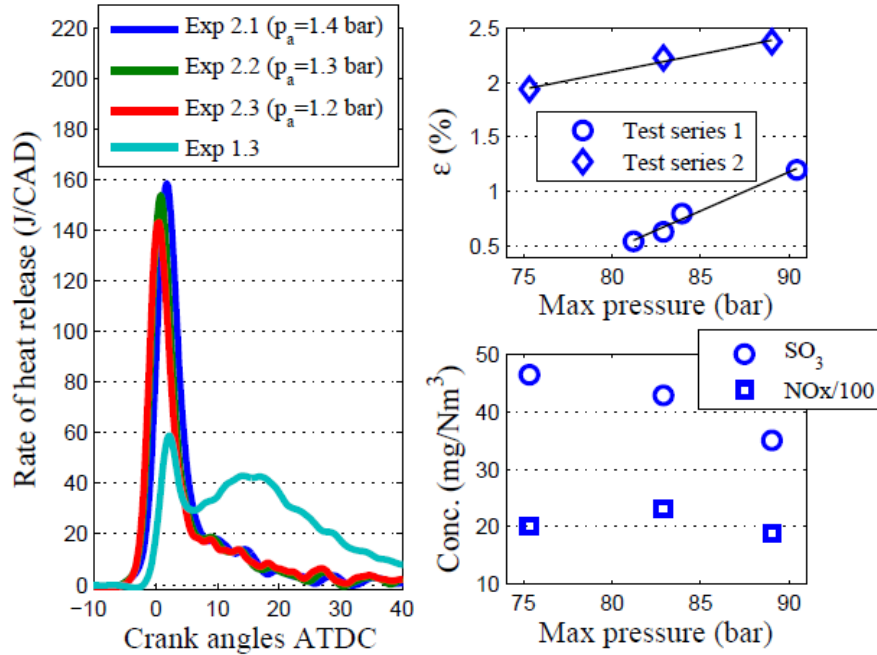 220
200
180
160
140
120
100
80
60
40
20
0
Rate of heat release (J/CAD)
Exp 2.1 (pₐ=1.4 bar)
Exp 2.2 (pₐ=1.3 bar)
Exp 2.3 (pₐ=1.2 bar)
Exp 1.3
−10 0 10 20 30 40
Crank angles ATDC
2.5
2
1.5
1
0.5
ε (%)
Test series 1
Test series 2
75 80 85 90
Max pressure (bar)
50
40
30
20
10
Conc. (mg/Nm³)
SO₃
NOx/100
75 80 85 90
Max pressure (bar)